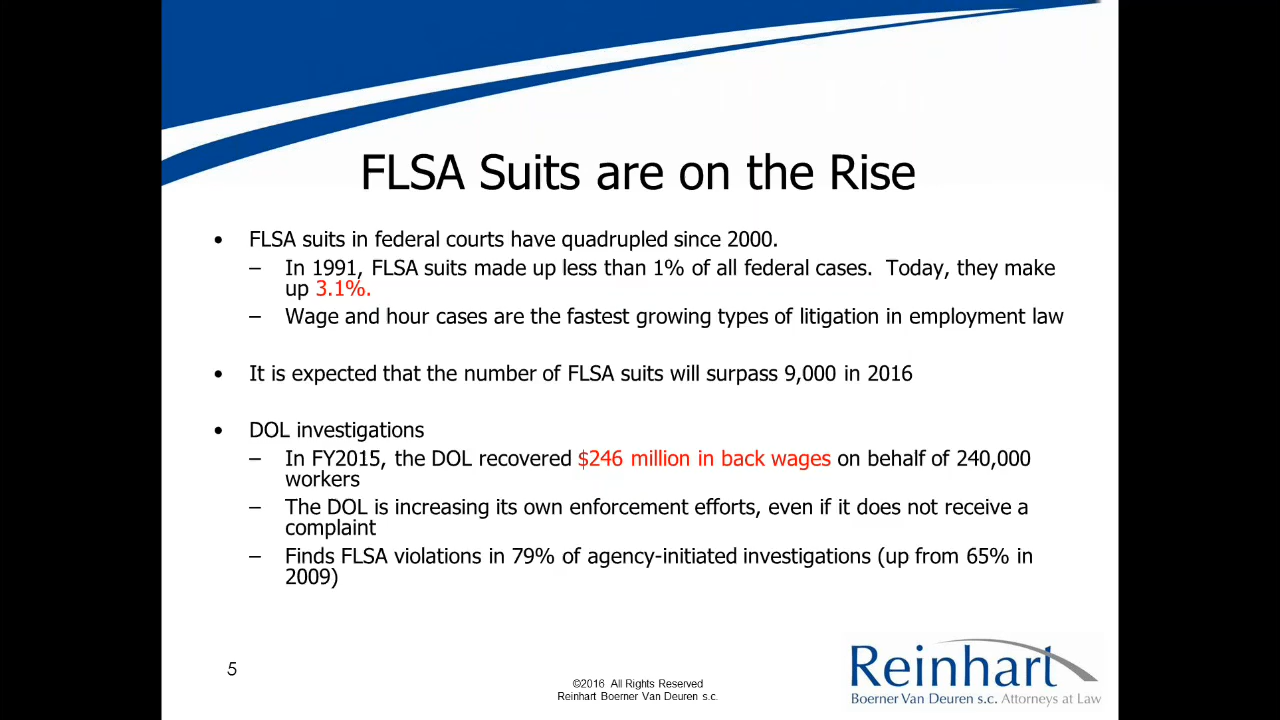 FLSA Suits are on the Rise
• FLSA suits in federal courts have quadrupled since 2000.
– In 1991, FLSA suits made up less than 1% of all federal cases.  Today, they make
up 3.1%.
– Wage and hour cases are the fastest growing types of litigation in employment law
• It is expected that the number of FLSA suits will surpass 9,000 in 2016
• DOL investigations
– In FY2015, the DOL recovered $246 million in back wages on behalf of 240,000
workers
– The DOL is increasing its own enforcement efforts, even if it does not receive a
complaint
– Finds FLSA violations in 79% of agency-initiated investigations (up from 65% in
2009)
5
©2016  All Rights Reserved
Reinhart Boerner Van Deuren s.c.
Reinhart
Boerner Van Deuren s.c. Attorneys at Law